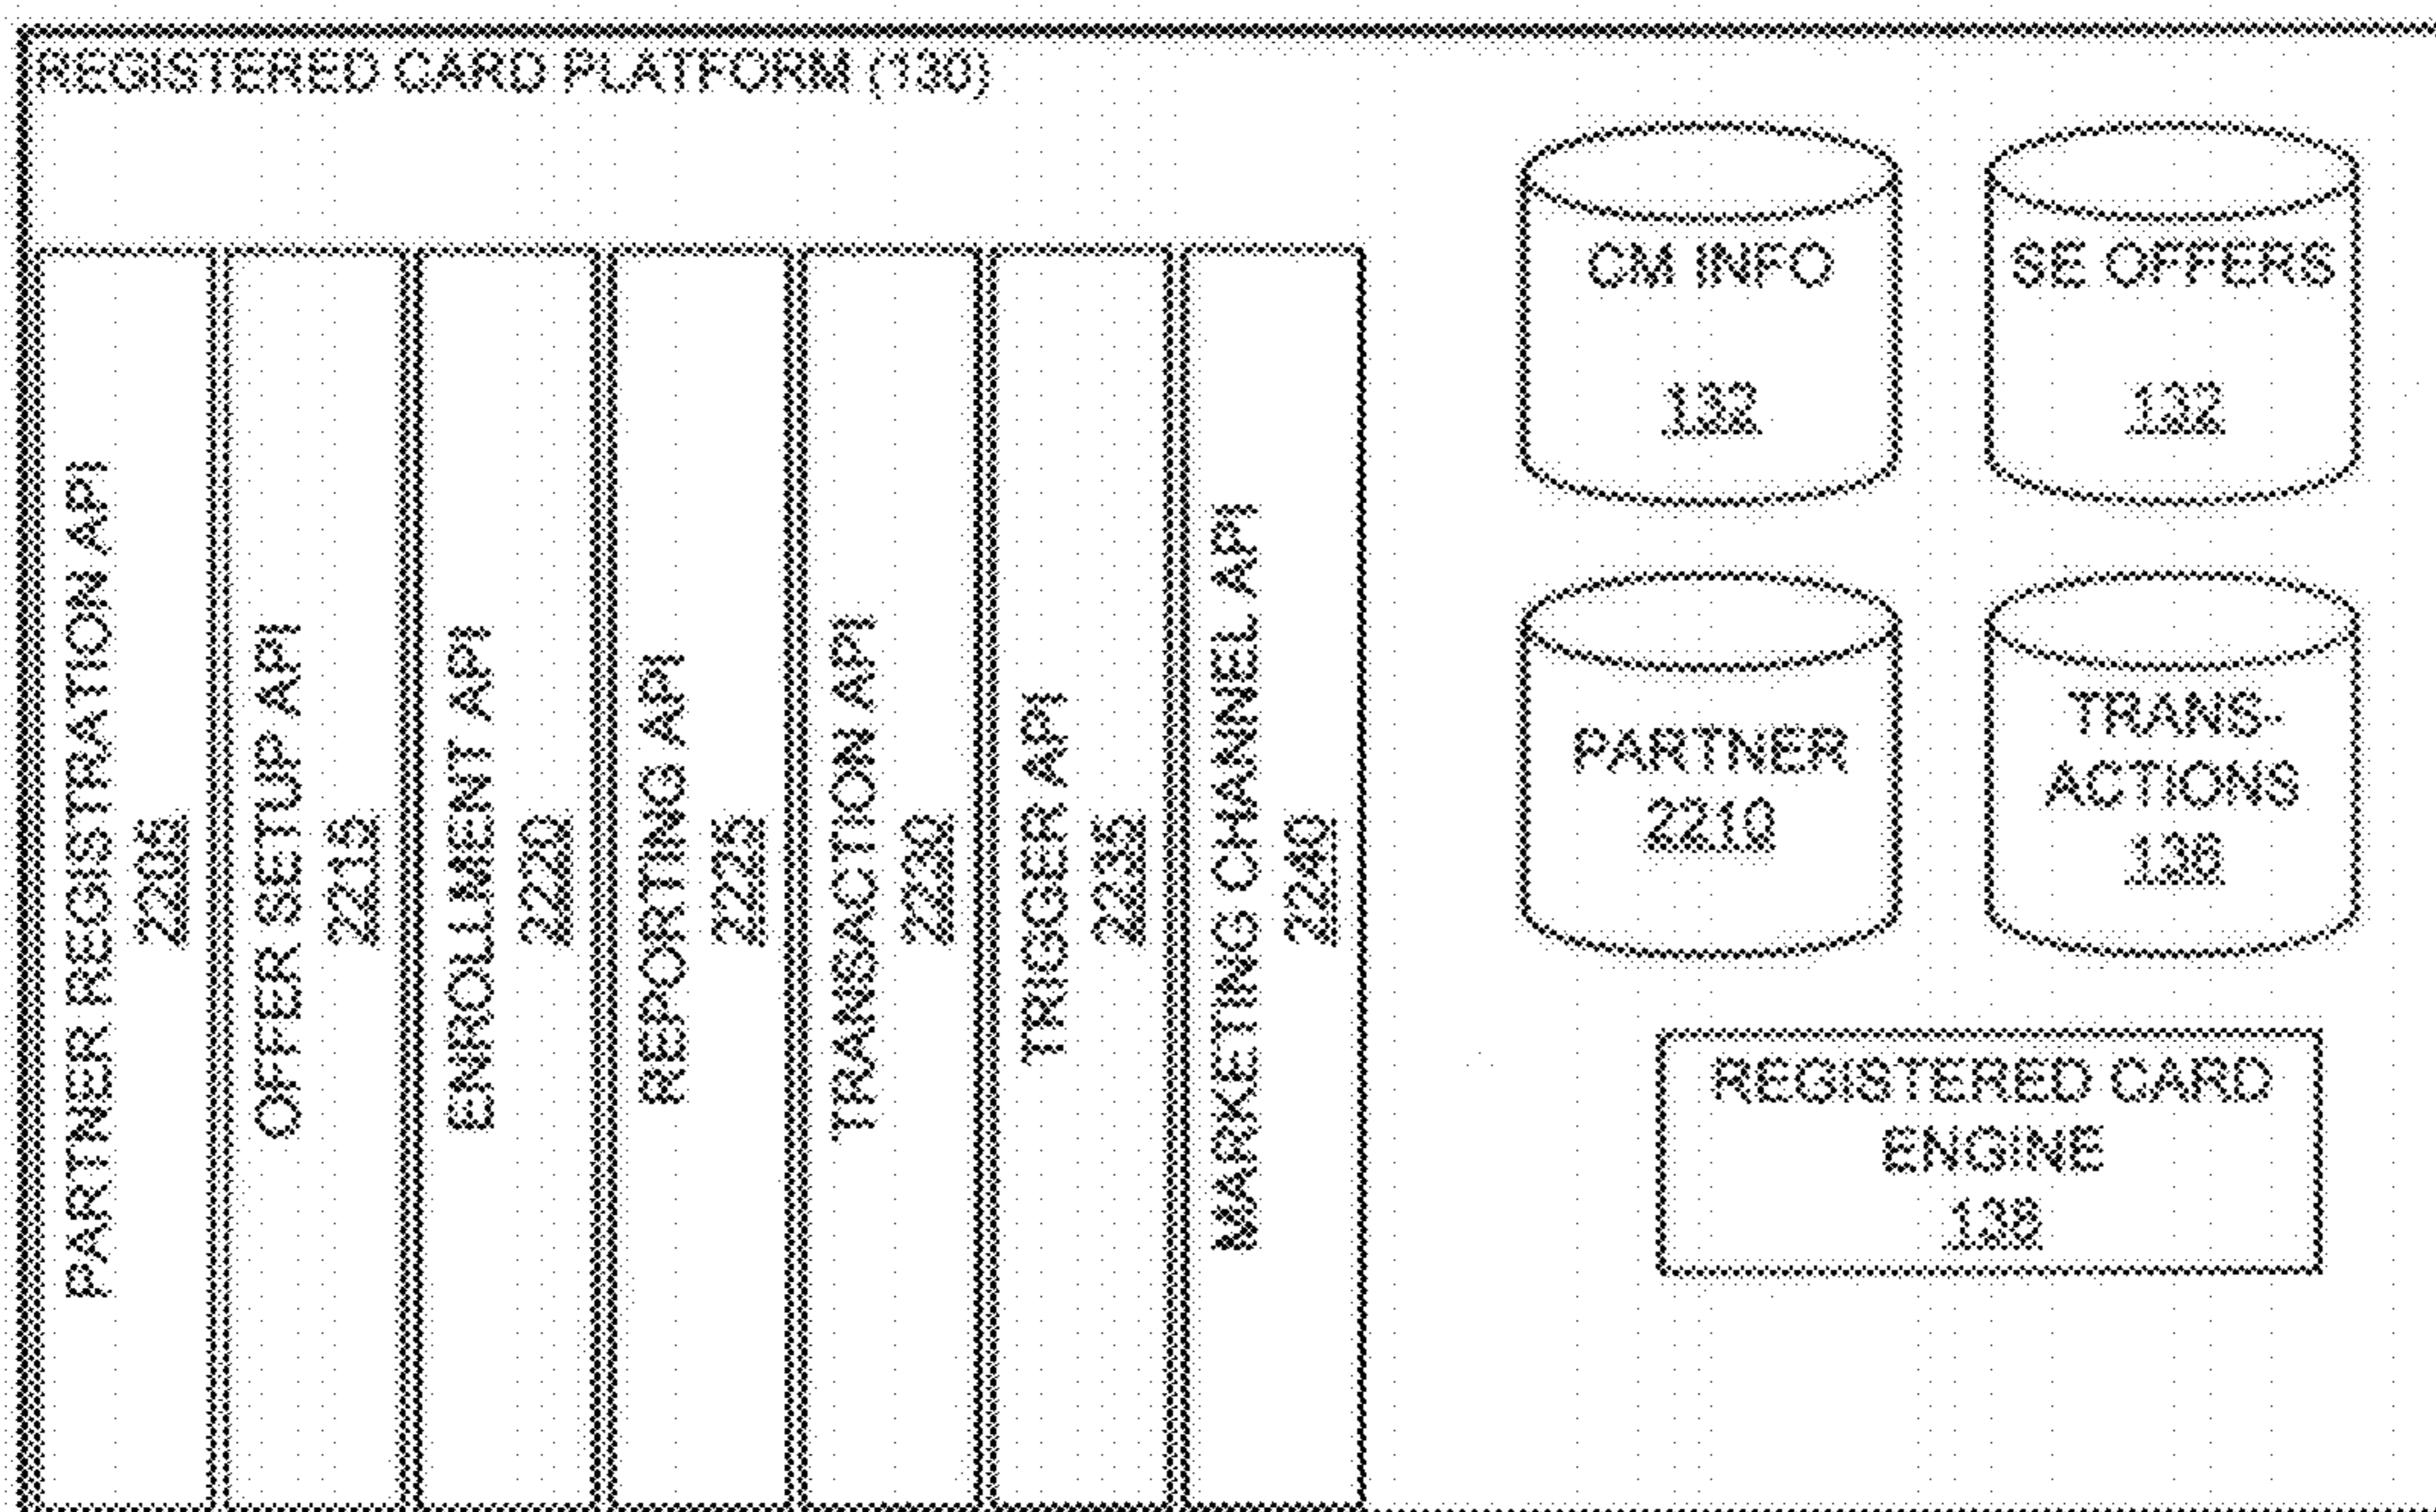 REGISTERED CARD PLATFORM (130)
PARTNER REGISTRATION API
2205
OFFER SETUP API
2215
ENROLLMENT API
2220
REPORTING API
2225
TRANSACTION API
2230
TRIGGER API
2235
MARKETING CHANNEL API
2240
CM INFO
132
SE OFFERS
132
PARTNER
2210
TRANS-
ACTIONS
136
REGISTERED CARD
ENGINE
138